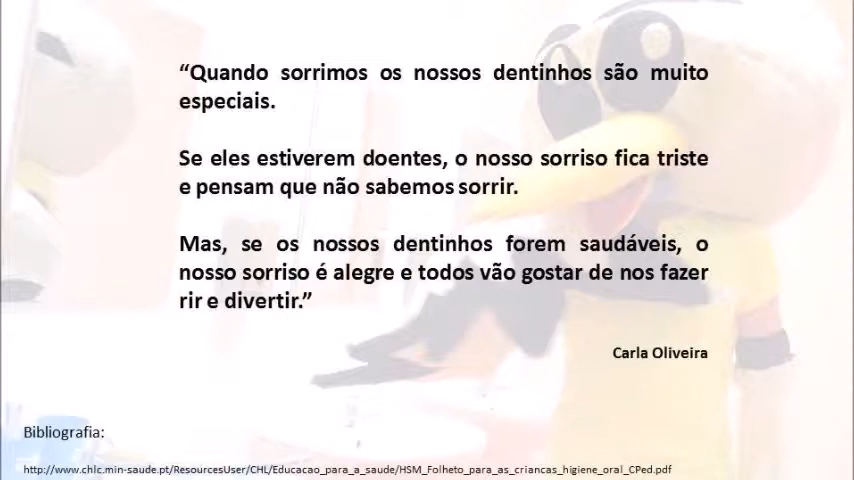 “Quando sorrimos os nossos dentinhos são muito
especiais.
Se eles estiverem doentes, o nosso sorriso fica triste
e pensam que não sabemos sorrir.
Mas, se os nossos dentinhos forem saudáveis, o
nosso sorriso é alegre e todos vão gostar de nos fazer
rir e divertir.”
Carla Oliveira
Bibliografia:
http://www.chlc.min-saude.pt/ResourcesUser/CHL/Educacao_para_a_saude/HSM_Folheto_para_as_criancas_higiene_oral_CPed.pdf